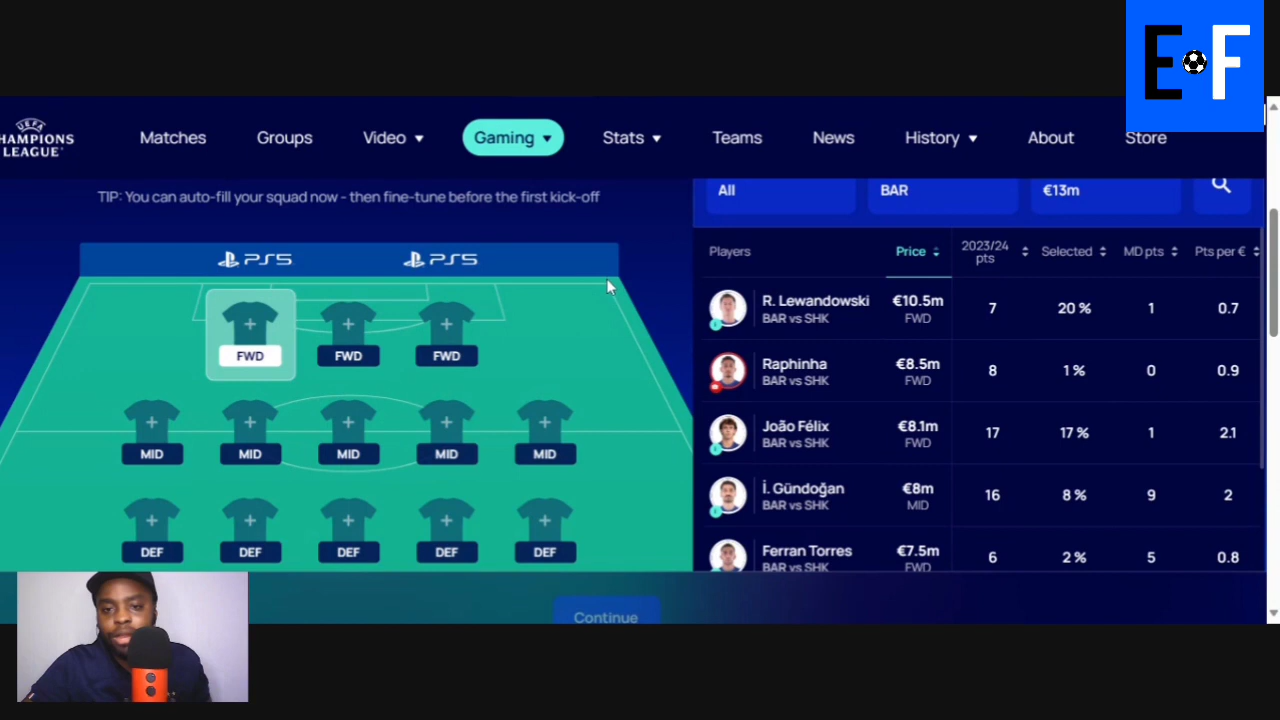 E F
UEFA
CHAMPIONS
LEAGUE
Matches Groups Video Gaming Stats Teams News History About Store
TIP: You can auto-fill your squad now - then fine-tune before the first kick-off
All BAR €13m
PS5 PS5
Players Price 2023/24 pts Selected MD pts Pts per €
R. Lewandowski €10.5m 7 20 % 1 0.7
BAR vs SHK FWD
Raphinha €8.5m 8 1 % 0 0.9
BAR vs SHK FWD
João Félix €8.1m 17 17 % 1 2.1
BAR vs SHK FWD
İ. Gündoğan €8m 16 8 % 9 2
BAR vs SHK MID
Ferran Torres €7.5m 6 2 % 5 0.8
BAR vs SHK FWD
FWD FWD FWD
MID MID MID MID MID
DEF DEF DEF DEF DEF
Continue